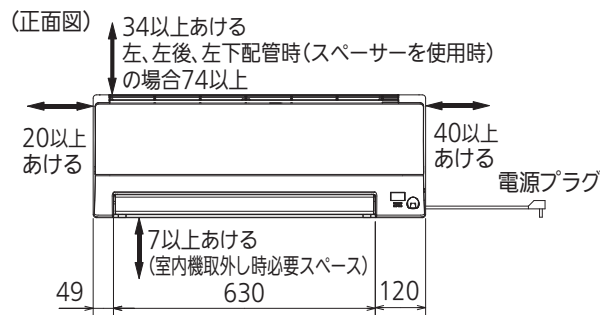 (正面図)
34以上あける
左、左後、左下配管時(スペーサーを使用時)
の場合74以上
20以上
あける
40以上
あける
電源プラグ
7以上あける
(室内機取外し時必要スペース)
49
630
120